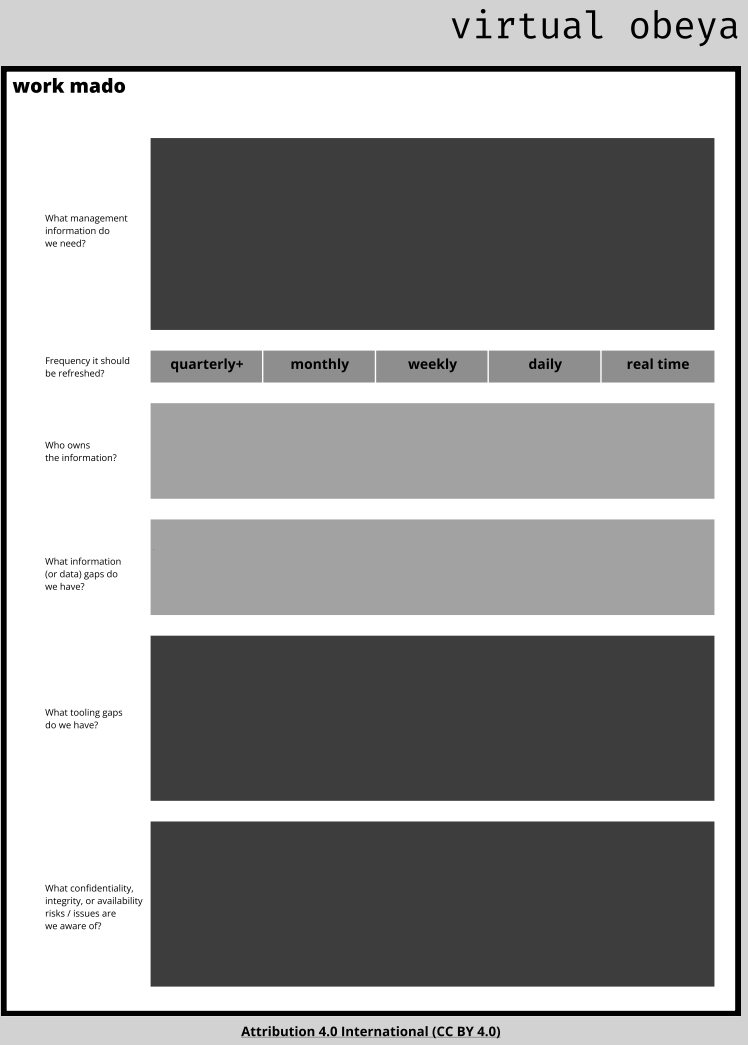 virtual obeya
work mado
What management
information do
we need?
Frequency it should
be refreshed?
quarterly+
monthly
weekly
daily
real time
Who owns
the information?
What information
(or data) gaps do
we have?
What tooling gaps
do we have?
What confidentiality,
integrity, or availability
risks / issues are
we aware of?
Attribution 4.0 International (CC BY 4.0)